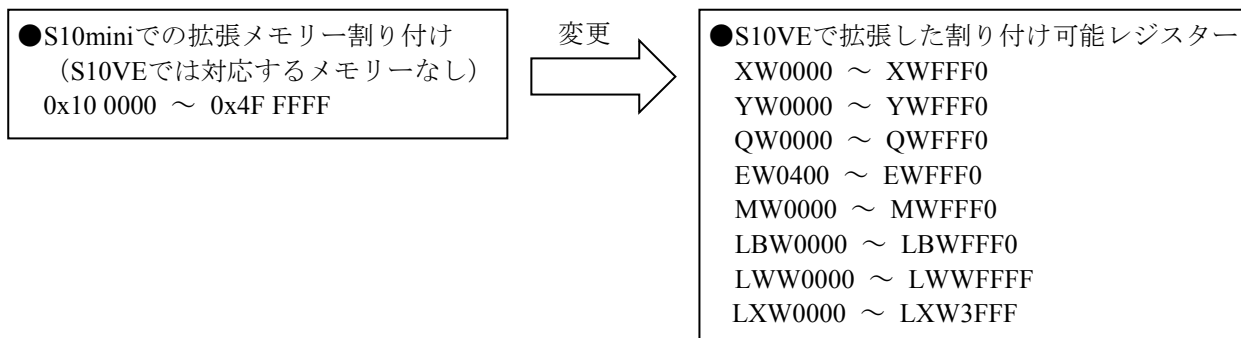 ●S10miniでの拡張メモリー割り付け
（S10VEでは対応するメモリーなし）
0x10 0000 ～ 0x4F FFFF
変更
●S10VEで拡張した割り付け可能レジスター
XW0000 ～ XWFFF0
YW0000 ～ YWFFF0
QW0000 ～ QWFFF0
EW0400 ～ EWFFF0
MW0000 ～ MWFFF0
LBW0000 ～ LBWFFF0
LWW0000 ～ LWWFFFF
LXW0000 ～ LXW3FFF